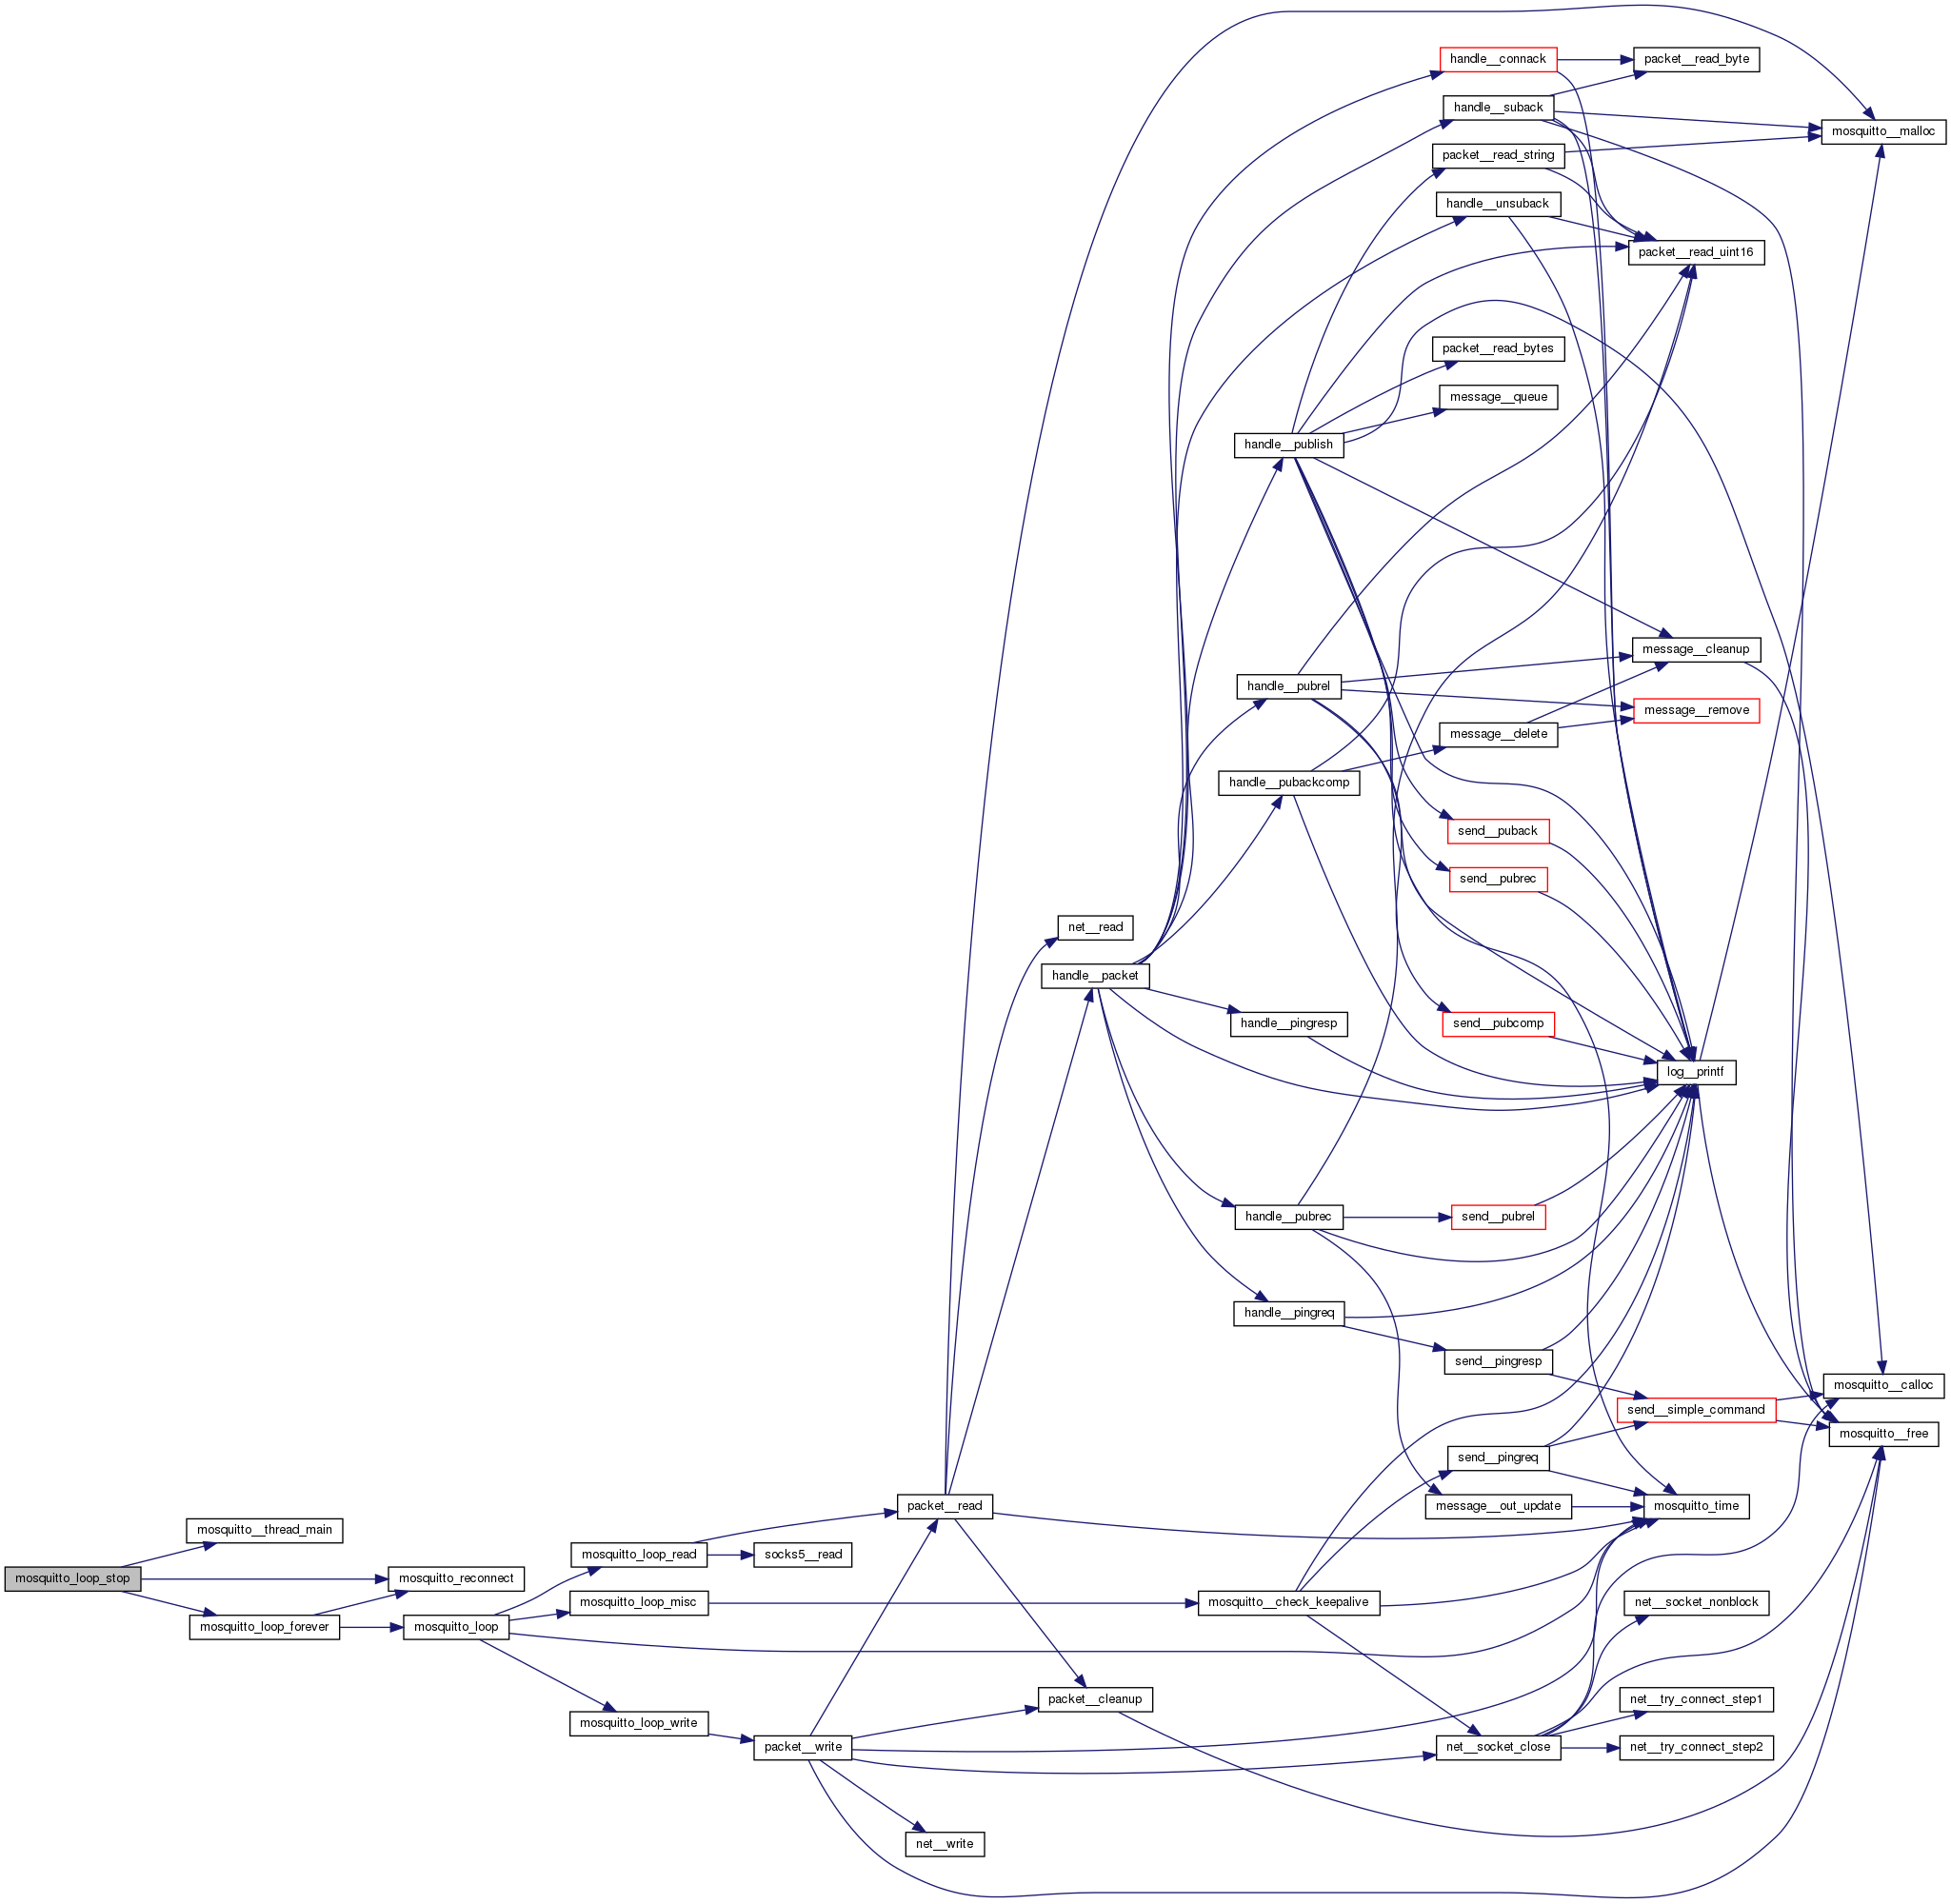 handle__connack
packet__read_byte
handle__suback
mosquitto__malloc
packet__read_string
handle__unsuback
packet__read_uint16
packet__read_bytes
message__queue
handle__publish
message__cleanup
handle__pubrel
message__remove
message__delete
handle__pubackcomp
send__puback
send__pubrec
net__read
handle__packet
handle__pingresp
send__pubcomp
log__printf
handle__pubrec
send__pubrel
handle__pingreq
send__pingresp
mosquitto__calloc
send__simple_command
mosquitto__free
send__pingreq
packet__read
message__out_update
mosquitto_time
mosquitto__thread_main
mosquitto_loop_read
socks5__read
mosquitto_loop_stop
mosquitto_reconnect
mosquitto_loop_misc
mosquitto__check_keepalive
net__socket_nonblock
mosquitto_loop_forever
mosquitto_loop
packet__cleanup
net__try_connect_step1
mosquitto_loop_write
packet__write
net__socket_close
net__try_connect_step2
net__write